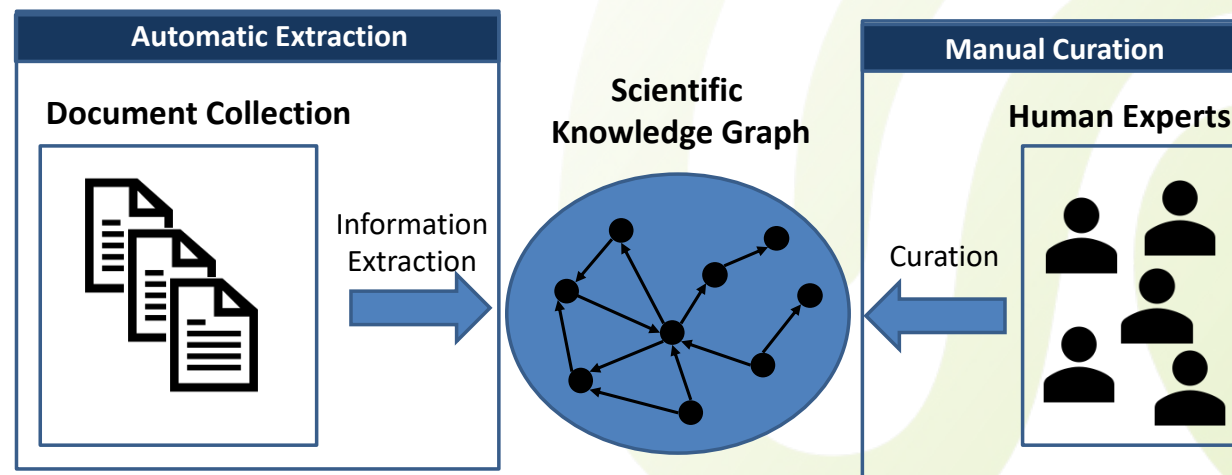 Automatic Extraction
Document Collection
Information
Extraction
Scientific
Knowledge Graph
Manual Curation
Human Experts
Curation